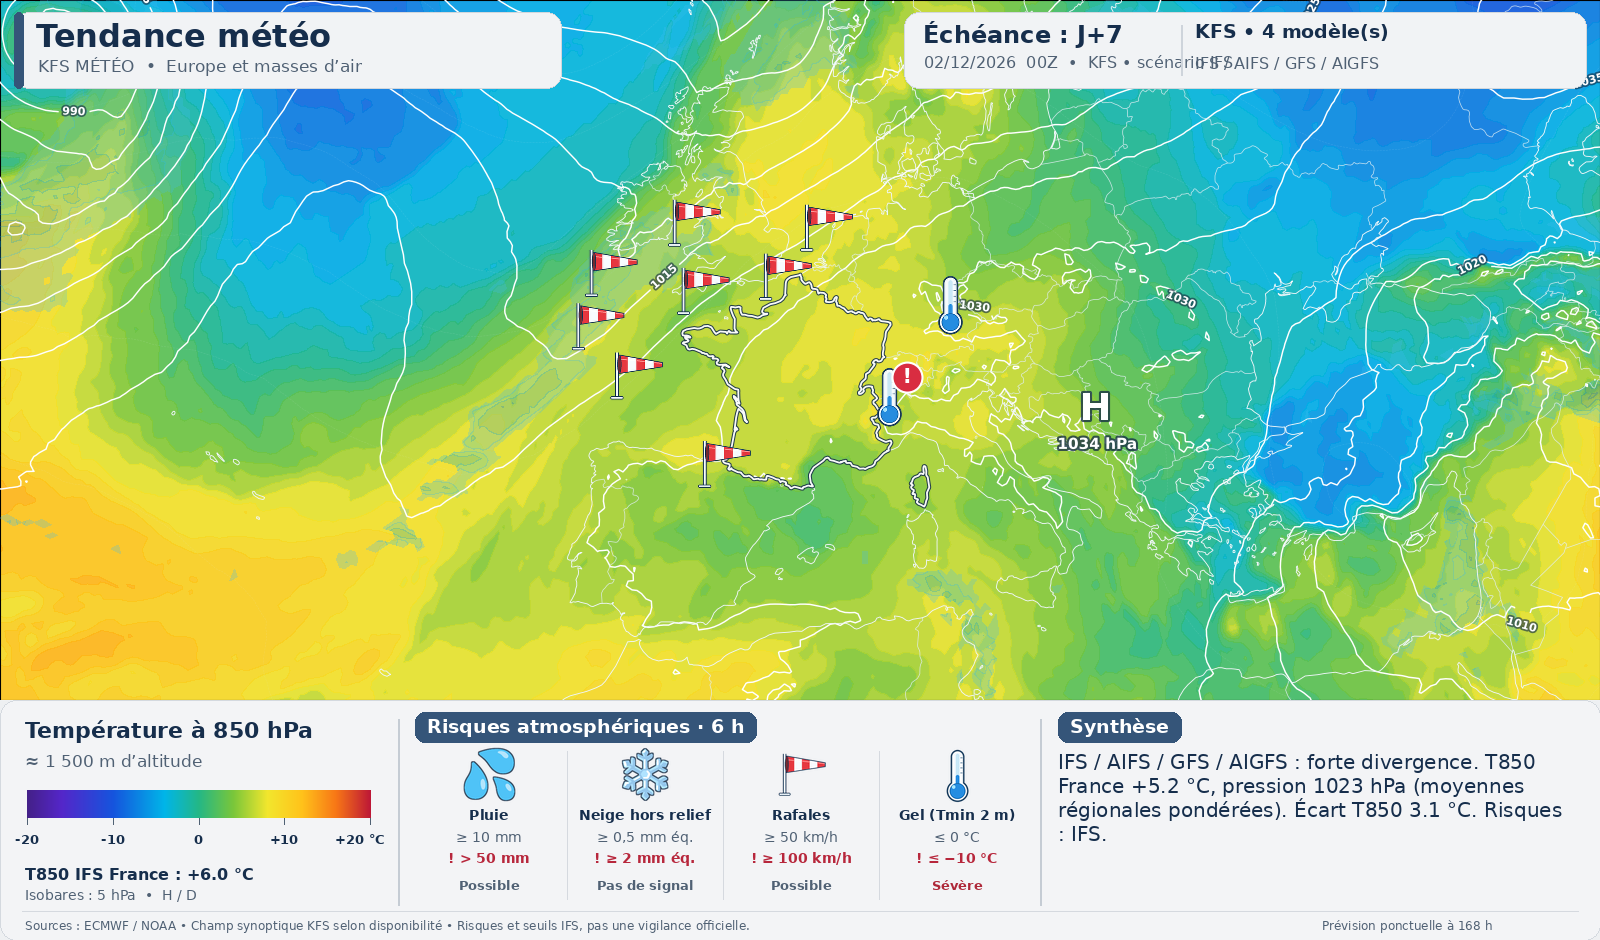 Tendance météo
KFS MÉTÉO • Europe et masses d’air
Échéance : J+7
KFS • 4 modèle(s)
02/12/2026 00Z • KFS • scénario IFS
IFS / AIFS / GFS / AIGFS
990
1015
1030
1030
1020
1010
H
1034 hPa
!
Température à 850 hPa
≈ 1 500 m d’altitude
-20 -10 0 +10 +20 °C
T850 IFS France : +6.0 °C
Isobares : 5 hPa • H / D
Risques atmosphériques · 6 h
Pluie
≥ 10 mm
! > 50 mm
Possible
Neige hors relief
≥ 0,5 mm éq.
! ≥ 2 mm éq.
Pas de signal
Rafales
≥ 50 km/h
! ≥ 100 km/h
Possible
Gel (Tmin 2 m)
≤ 0 °C
! ≤ −10 °C
Sévère
Synthèse
IFS / AIFS / GFS / AIGFS : forte divergence. T850
France +5.2 °C, pression 1023 hPa (moyennes
régionales pondérées). Écart T850 3.1 °C. Risques
: IFS.
Sources : ECMWF / NOAA • Champ synoptique KFS selon disponibilité • Risques et seuils IFS, pas une vigilance officielle.
Prévision ponctuelle à 168 h